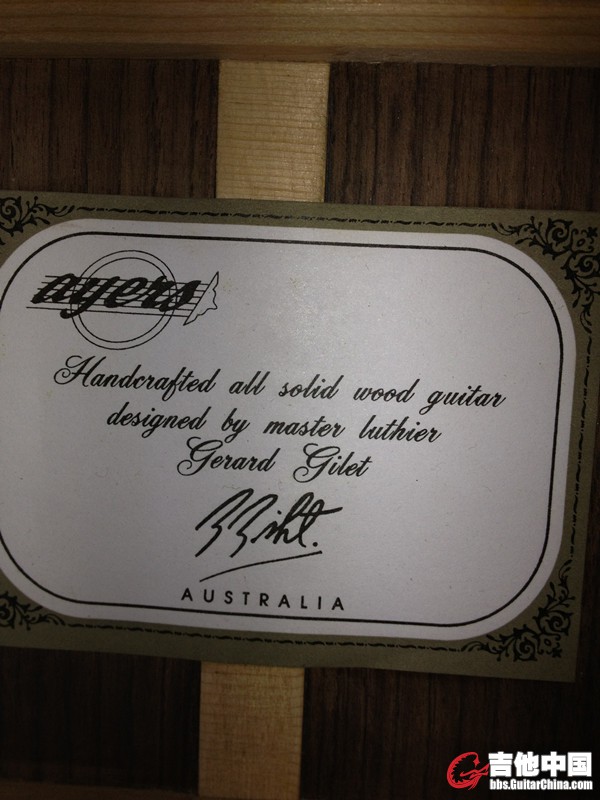 ayers
Handcrafted all solid wood guitar
designed by master luthier
Gerard Gilet
AUSTRALIA
吉他中国
bbs.GuitarChina.com